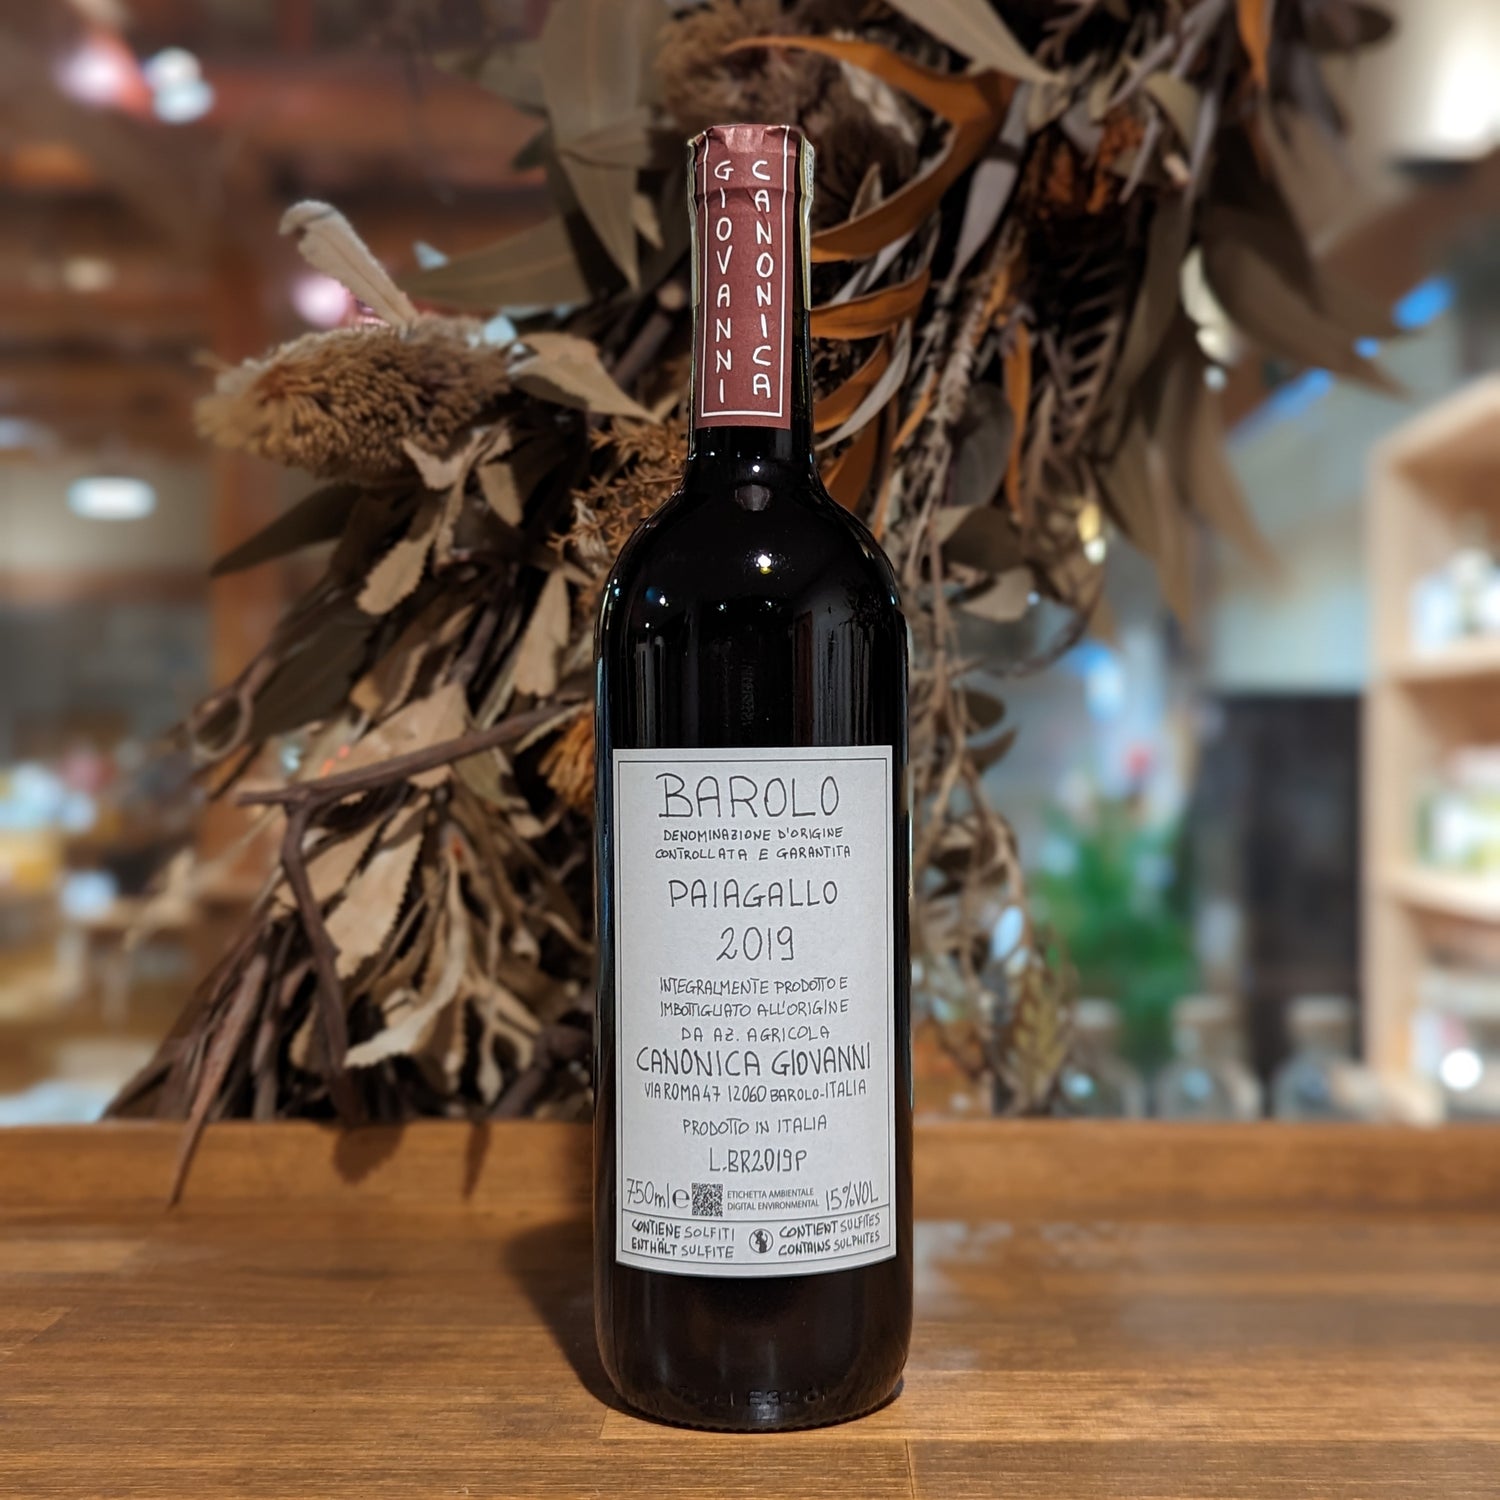 GIOVANNI
CANONICA
BAROLO
DENOMINAZIONE D'ORIGINE
CONTROLLATA E GARANTITA
PAIAGALLO
2019
INTEGRALMENTE PRODOTTO E
IMBOTTIGLIATO ALL'ORIGINE
DA AZ. AGRICOLA
CANONICA GIOVANNI
VIA ROMA 47 12060 BAROLO-ITALIA
PRODOTTO IN ITALIA
L.BR2019P
750ml e ETICHETTA AMBIENTALE 15%VOL
DIGITAL ENVIRONMENTAL
CONTIENE SOLFITI CONTIENT SULFITES
ENTHÄLT SULFITE CONTAINS SULPHITES